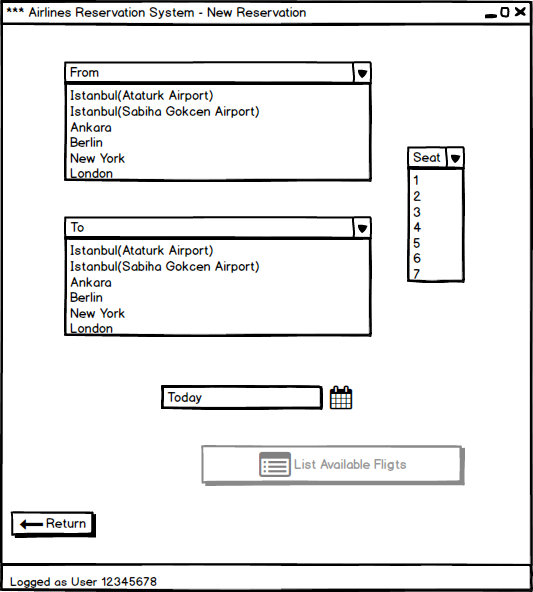 *** Airlines Reservation System - New Reservation
From
Istanbul(Ataturk Airport)
Istanbul(Sabiha Gokcen Airport)
Ankara
Berlin
New York
London
Seat
1
2
3
4
5
6
7
To
Istanbul(Ataturk Airport)
Istanbul(Sabiha Gokcen Airport)
Ankara
Berlin
New York
London
Today
List Available Fligts
Return
Logged as User 12345678